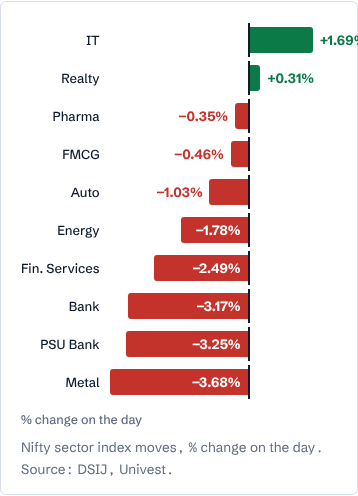 IT +1.69%
Realty +0.31%
Pharma −0.35%
FMCG −0.46%
Auto −1.03%
Energy −1.78%
Fin. Services −2.49%
Bank −3.17%
PSU Bank −3.25%
Metal −3.68%
% change on the day
Nifty sector index moves, % change on the day.
Source: DSIJ, Univest.